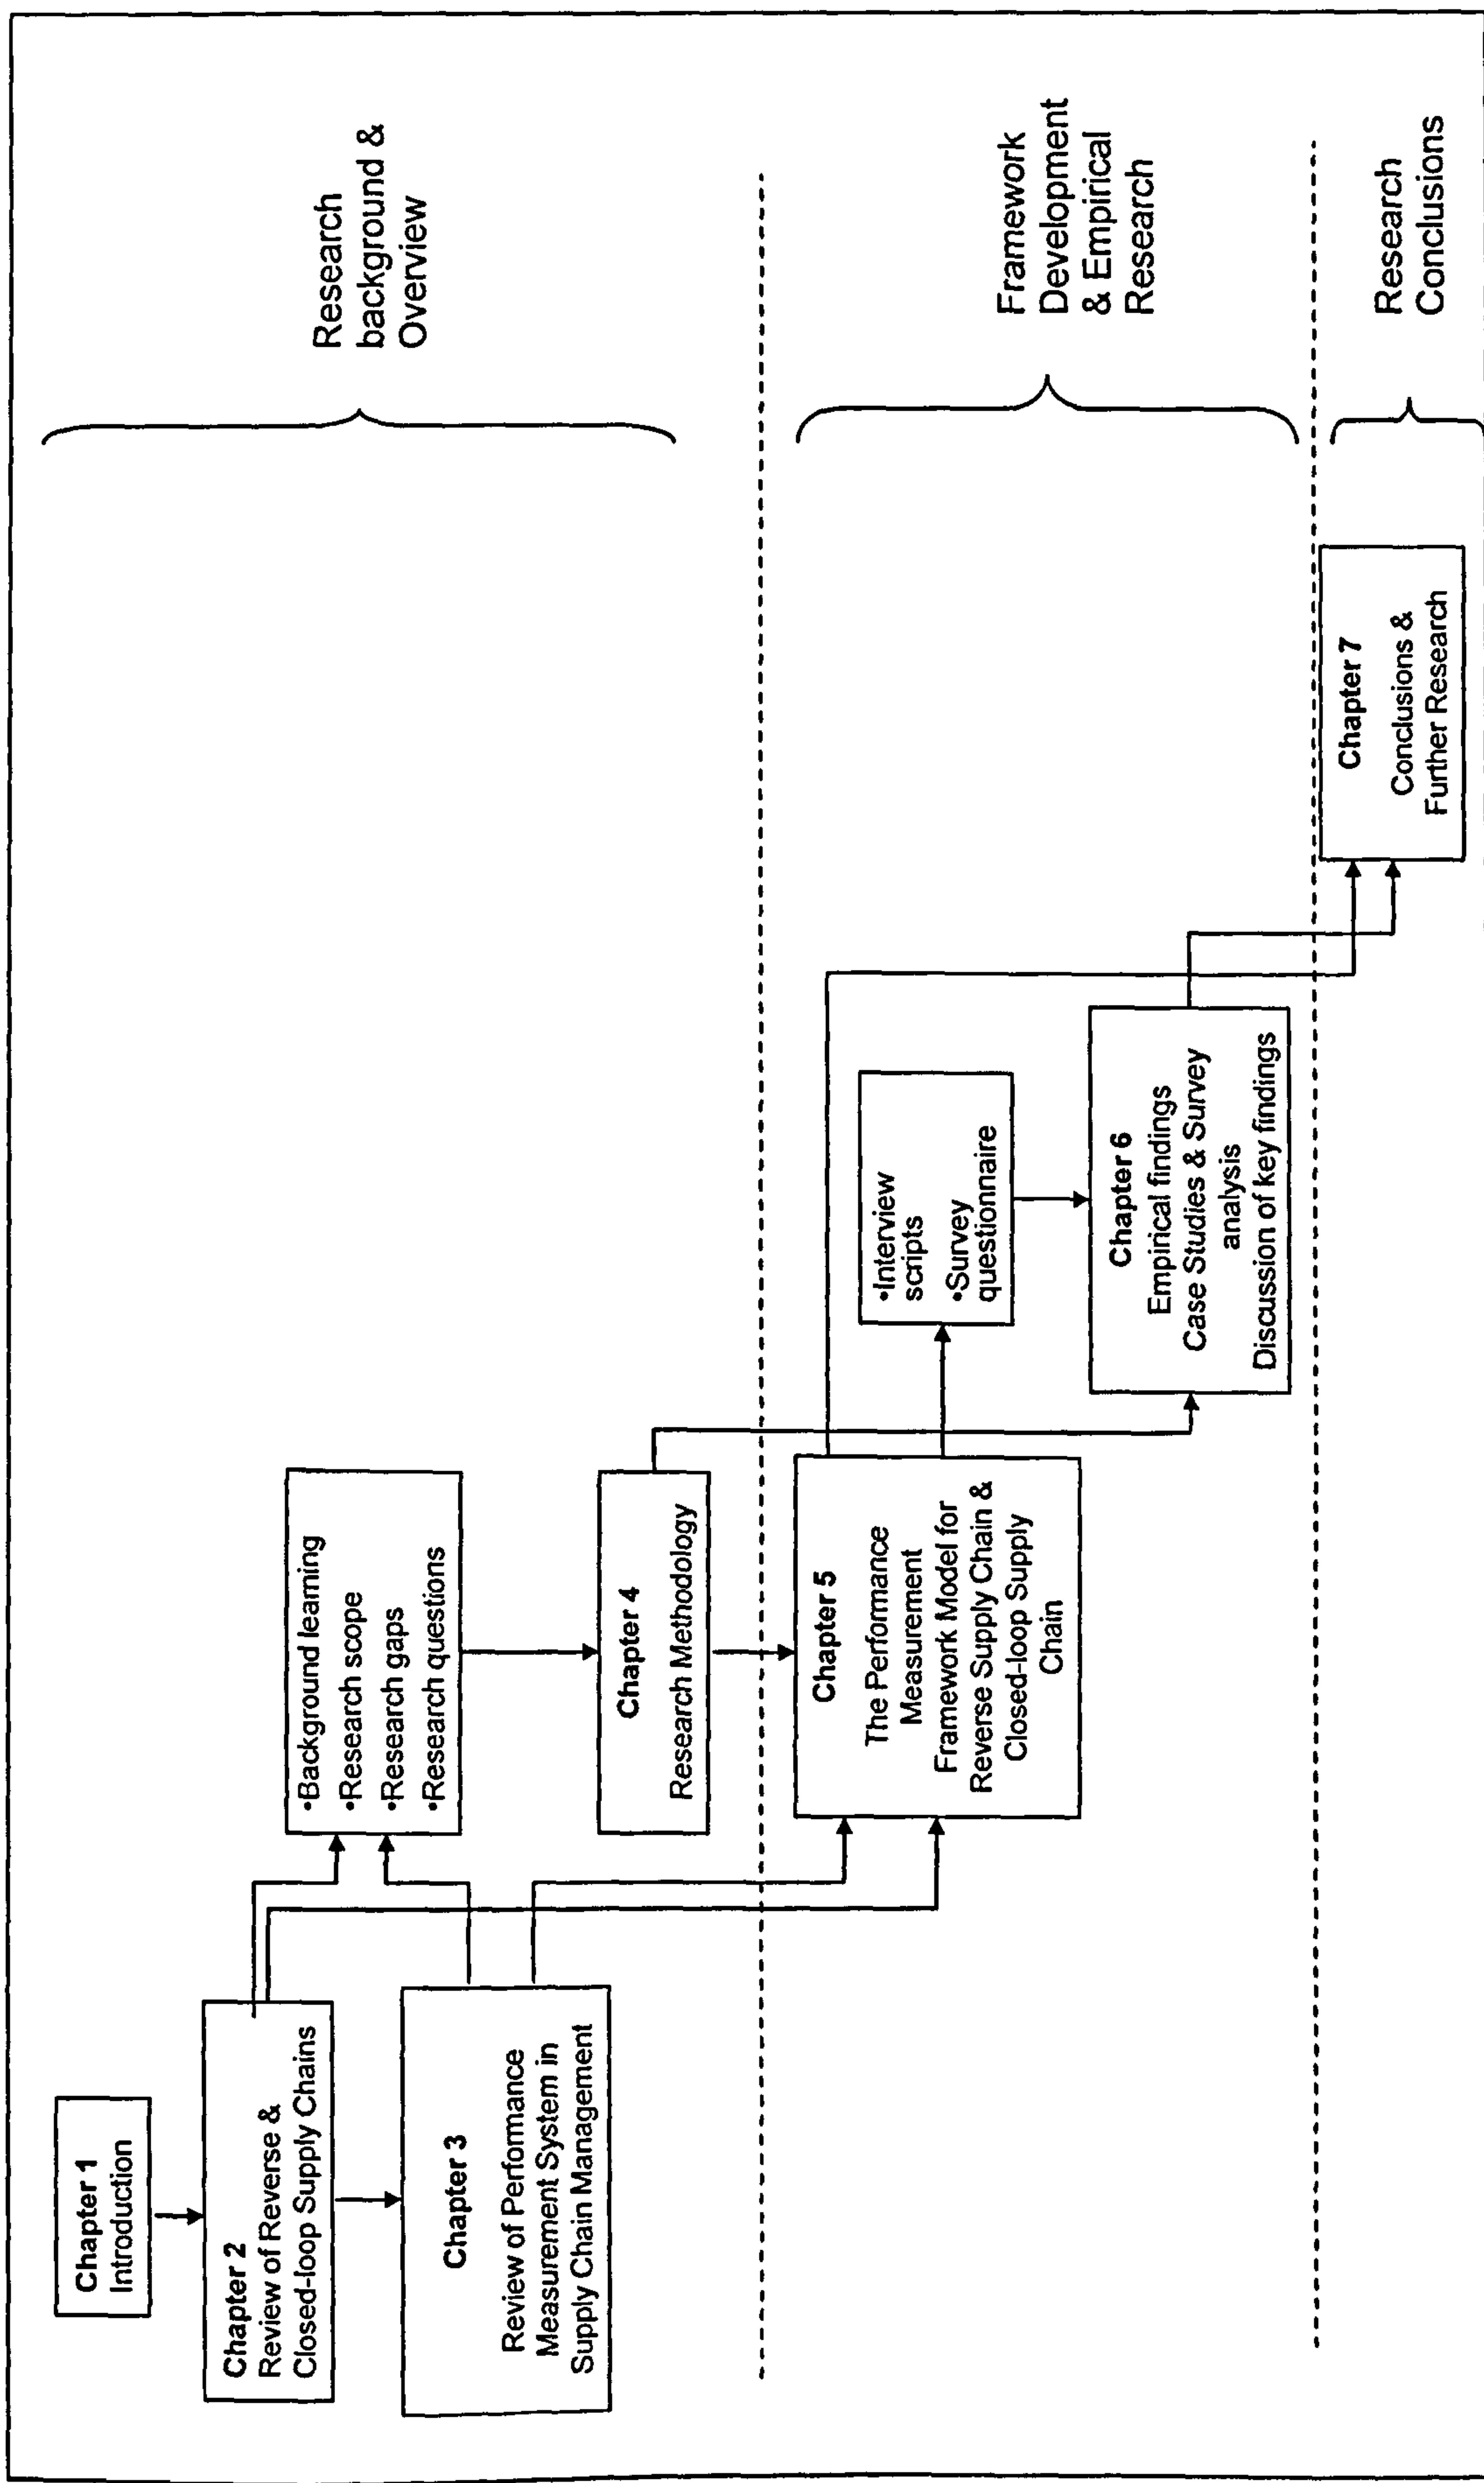 Chapter 1
Introduction
Chapter 2
Review of Reverse &
Closed-loop Supply Chains
Chapter 3
Review of Performance
Measurement System in
Supply Chain Management
•Background learning
•Research scope
•Research gaps
•Research questions
Chapter 4
Research Methodology
Research
background &
Overview
Chapter 5
The Performance
Measurement
Framework Model for
Reverse Supply Chain &
Closed-loop Supply
Chain
•Interview
scripts
•Survey
questionnaire
Chapter 6
Empirical findings
Case Studies & Survey
analysis
Discussion of key findings
Framework
Development
& Empirical
Research
Chapter 7
Conclusions &
Further Research
Research
Conclusions